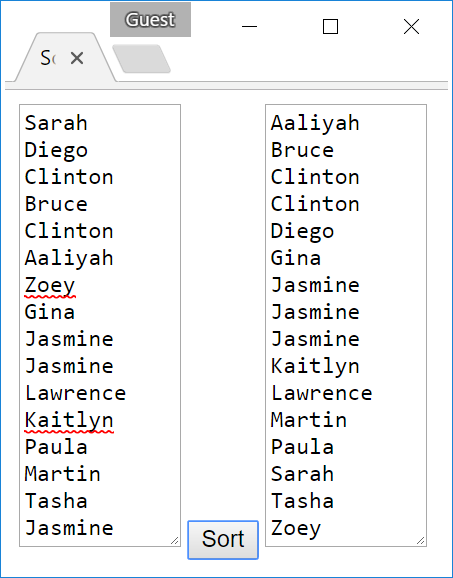 Guest
Sarah
Diego
Clinton
Bruce
Clinton
Aaliyah
Zoey
Gina
Jasmine
Jasmine
Lawrence
Kaitlyn
Paula
Martin
Tasha
Jasmine
Sort
Aaliyah
Bruce
Clinton
Clinton
Diego
Gina
Jasmine
Jasmine
Jasmine
Kaitlyn
Lawrence
Martin
Paula
Sarah
Tasha
Zoey